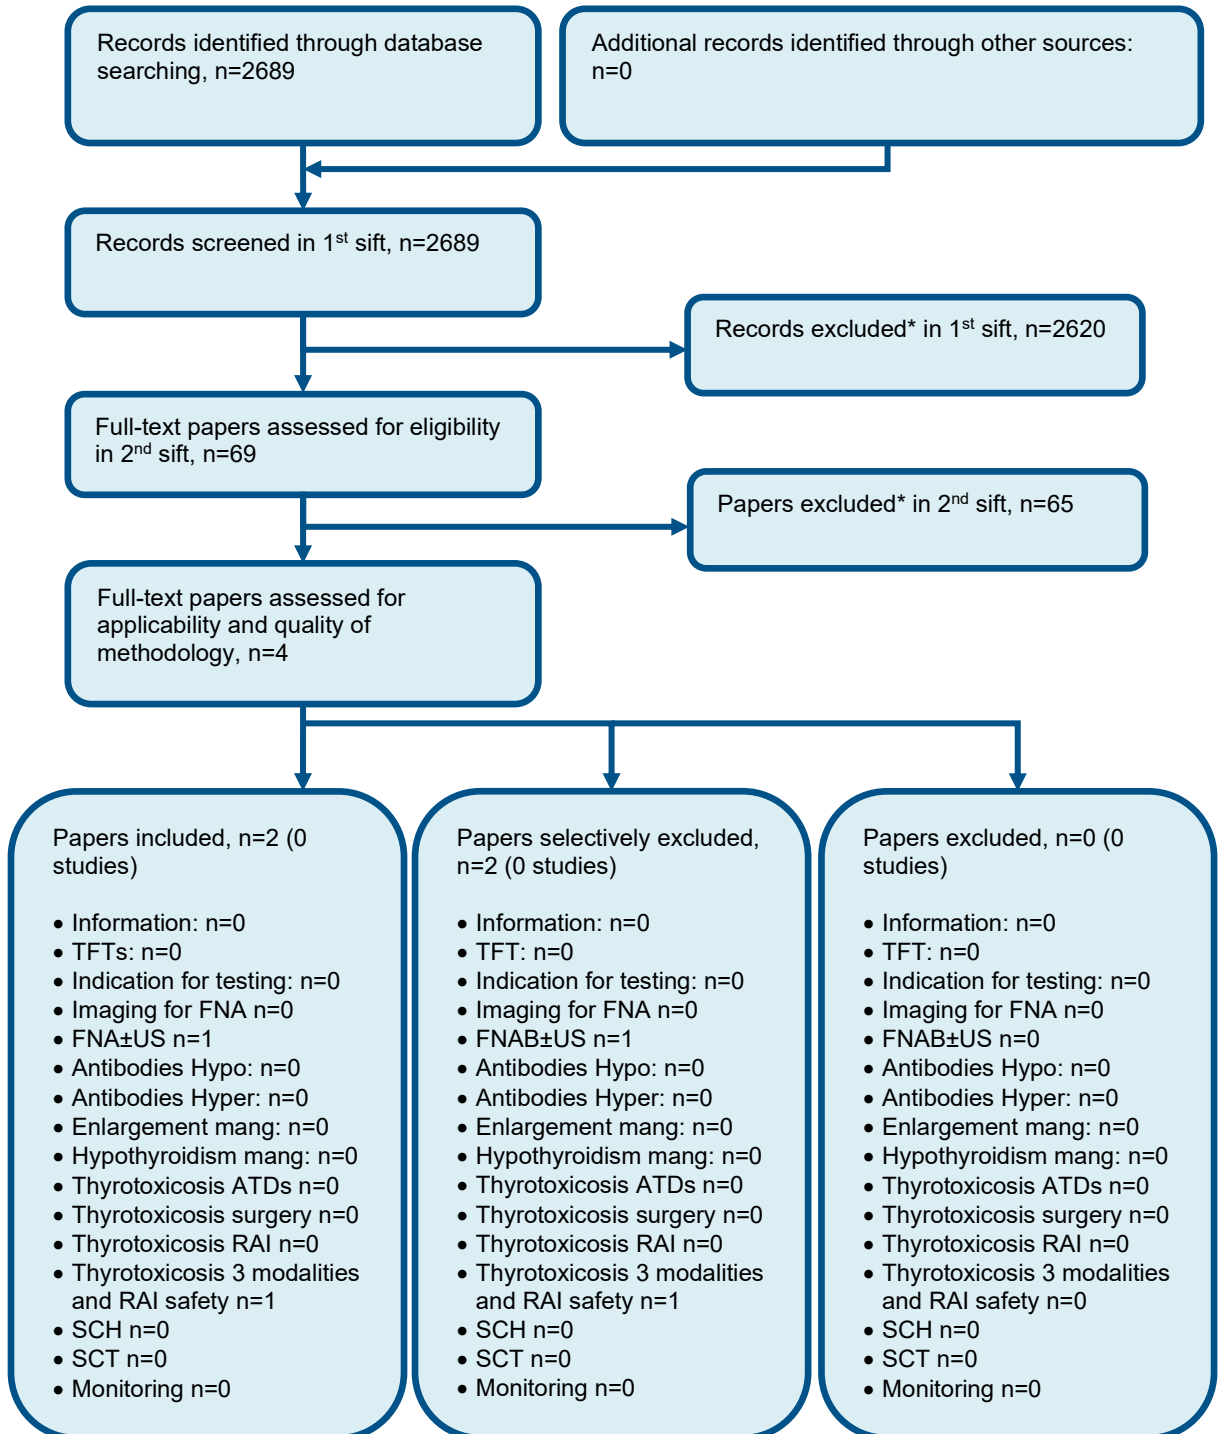 Records identified through database
searching, n=2689
Additional records identified through other sources:
n=0
Records screened in 1st sift, n=2689
Records excluded* in 1st sift, n=2620
Full-text papers assessed for eligibility
in 2nd sift, n=69
Papers excluded* in 2nd sift, n=65
Full-text papers assessed for
applicability and quality of
methodology, n=4
Papers included, n=2 (0
studies)
• Information: n=0
• TFTs: n=0
• Indication for testing: n=0
• Imaging for FNA n=0
• FNA±US n=1
• Antibodies Hypo: n=0
• Antibodies Hyper: n=0
• Enlargement mang: n=0
• Hypothyroidism mang: n=0
• Thyrotoxicosis ATDs n=0
• Thyrotoxicosis surgery n=0
• Thyrotoxicosis RAI n=0
• Thyrotoxicosis 3 modalities
and RAI safety n=1
• SCH n=0
• SCT n=0
• Monitoring n=0
Papers selectively excluded,
n=2 (0 studies)
• Information: n=0
• TFT: n=0
• Indication for testing: n=0
• Imaging for FNA n=0
• FNAB±US n=1
• Antibodies Hypo: n=0
• Antibodies Hyper: n=0
• Enlargement mang: n=0
• Hypothyroidism mang: n=0
• Thyrotoxicosis ATDs n=0
• Thyrotoxicosis surgery n=0
• Thyrotoxicosis RAI n=0
• Thyrotoxicosis 3 modalities
and RAI safety n=1
• SCH n=0
• SCT n=0
• Monitoring n=0
Papers excluded, n=0 (0
studies)
• Information: n=0
• TFT: n=0
• Indication for testing: n=0
• Imaging for FNA n=0
• FNAB±US n=0
• Antibodies Hypo: n=0
• Antibodies Hyper: n=0
• Enlargement mang: n=0
• Hypothyroidism mang: n=0
• Thyrotoxicosis ATDs n=0
• Thyrotoxicosis surgery n=0
• Thyrotoxicosis RAI n=0
• Thyrotoxicosis 3 modalities
and RAI safety n=0
• SCH n=0
• SCT n=0
• Monitoring n=0